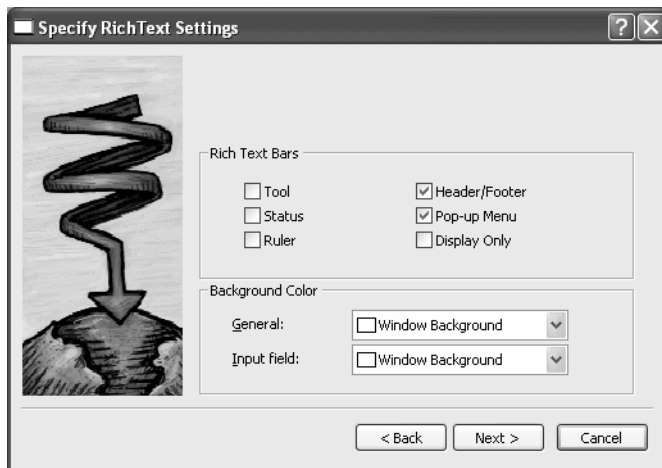 Specify RichText Settings
Rich Text Bars
Tool
Header/Footer
Status
Pop-up Menu
Ruler
Display Only
Background Color
General:
Window Background
Input field:
Window Background
< Back
Next >
Cancel